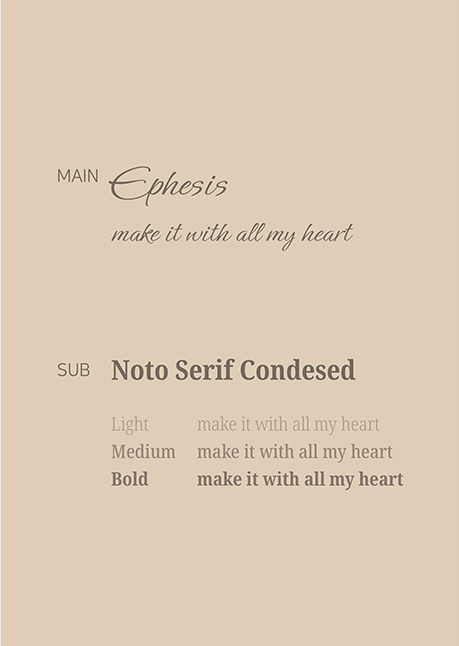 MAIN Ephesis
make it with all my heart
SUB Noto Serif Condesed
Light make it with all my heart
Medium make it with all my heart
Bold make it with all my heart